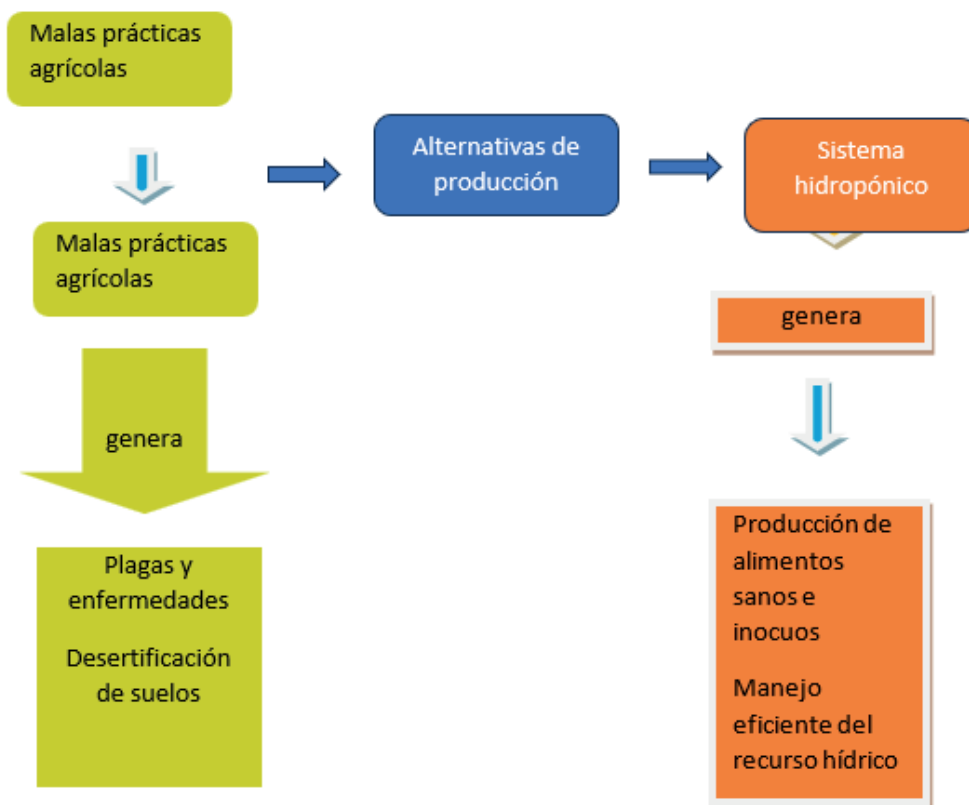 Malas prácticas
agrícolas
Alternativas de
producción
Sistema
hidropónico
Malas prácticas
agrícolas
genera
genera
Plagas y
enfermedades
Desertificación
de suelos
Producción de
alimentos
sanos e
inocuos
Manejo
eficiente del
recurso hídrico